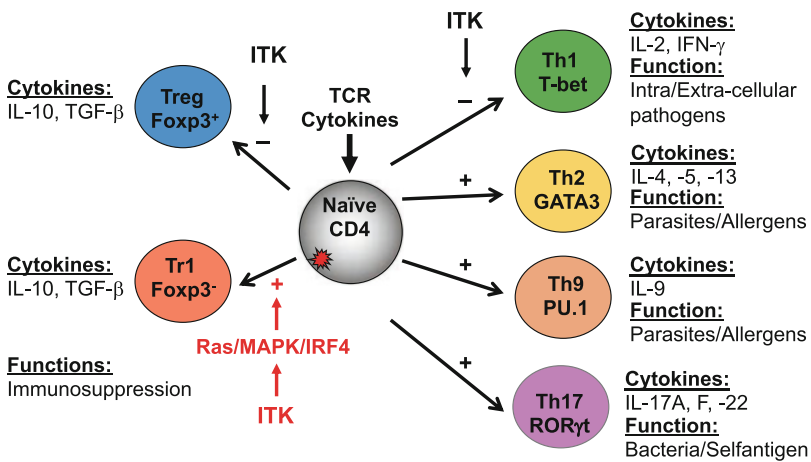 ITK
Cytokines:
IL-10, TGF-β
Treg
Foxp3⁺
–
TCR
Cytokines
Naïve
CD4
Cytokines:
IL-10, TGF-β
Tr1
Foxp3⁻
+
Ras/MAPK/IRF4
ITK
Functions:
Immunosuppression
ITK
–
Th1
T-bet
Cytokines:
IL-2, IFN-γ
Function:
Intra/Extra-cellular
pathogens
+
Th2
GATA3
Cytokines:
IL-4, -5, -13
Function:
Parasites/Allergens
+
Th9
PU.1
Cytokines:
IL-9
Function:
Parasites/Allergens
+
Th17
RORγt
Cytokines:
IL-17A, F, -22
Function:
Bacteria/Selfantigen